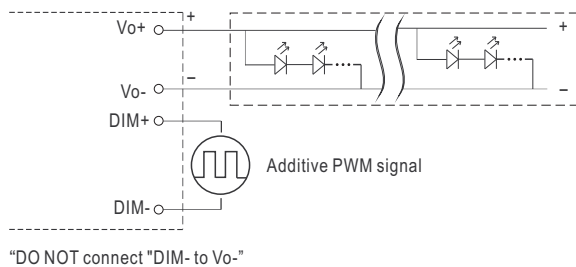 Vo+ + +
Vo- − −
DIM+
Additive PWM signal
DIM-
“DO NOT connect "DIM- to Vo-”